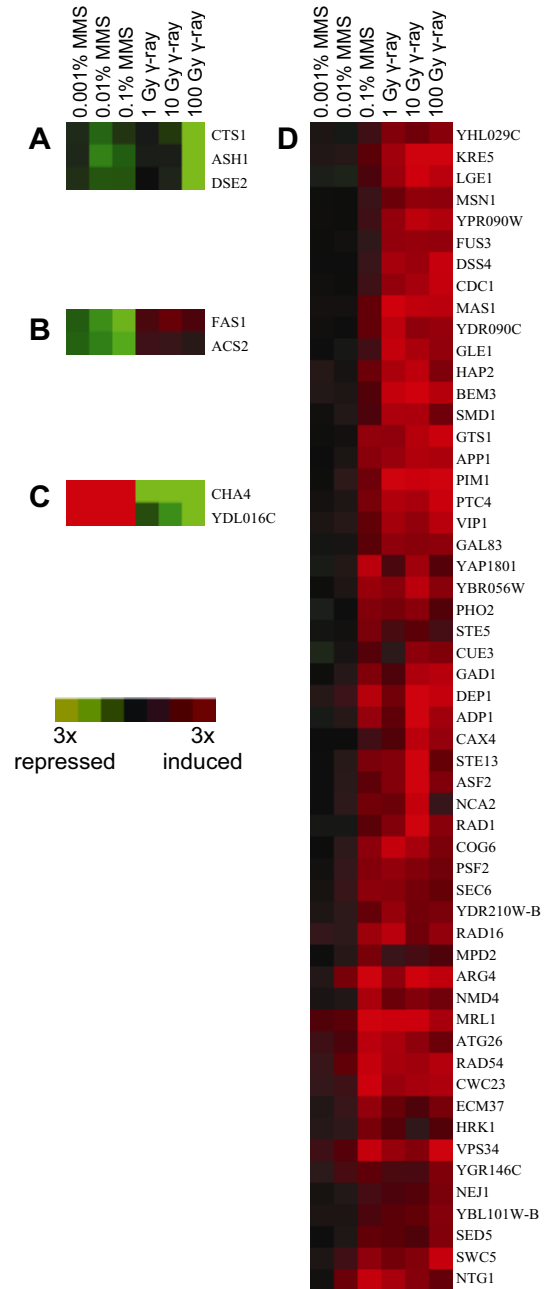 0.001% MMS
0.01% MMS
0.1% MMS
1 Gy γ-ray
10 Gy γ-ray
100 Gy γ-ray
A
CTS1
ASH1
DSE2
B
FAS1
ACS2
C
CHA4
YDL016C
3x
repressed
3x
induced
0.001% MMS
0.01% MMS
0.1% MMS
1 Gy γ-ray
10 Gy γ-ray
100 Gy γ-ray
D
YHL029C
KRE5
LGE1
MSN1
YPR090W
FUS3
DSS4
CDC1
MAS1
YDR090C
GLE1
HAP2
BEM3
SMD1
GTS1
APP1
PIM1
PTC4
VIP1
GAL83
YAP1801
YBR056W
PHO2
STE5
CUE3
GAD1
DEP1
ADP1
CAX4
STE13
ASF2
NCA2
RAD1
COG6
PSF2
SEC6
YDR210W-B
RAD16
MPD2
ARG4
NMD4
MRL1
ATG26
RAD54
CWC23
ECM37
HRK1
VPS34
YGR146C
NEJ1
YBL101W-B
SED5
SWC5
NTG1